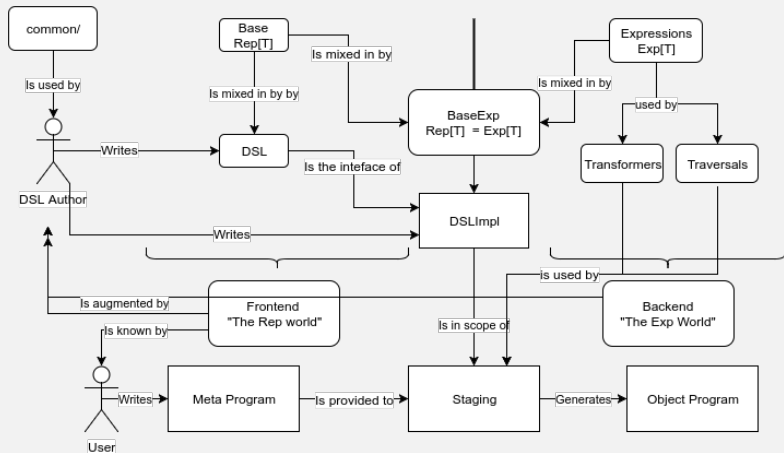 common/
Base
Rep[T]
Expressions
Exp[T]
Is mixed in by
Is used by
Is mixed in by by
Is mixed in by
used by
BaseExp
Rep[T] = Exp[T]
Writes
DSL
Is the inteface of
Transformers
Traversals
DSL Author
DSLImpl
Writes
is used by
Is augmented by
Frontend
"The Rep world"
Backend
"The Exp World"
Is known by
Is in scope of
Writes
Meta Program
Is provided to
Staging
Generates
Object Program
User